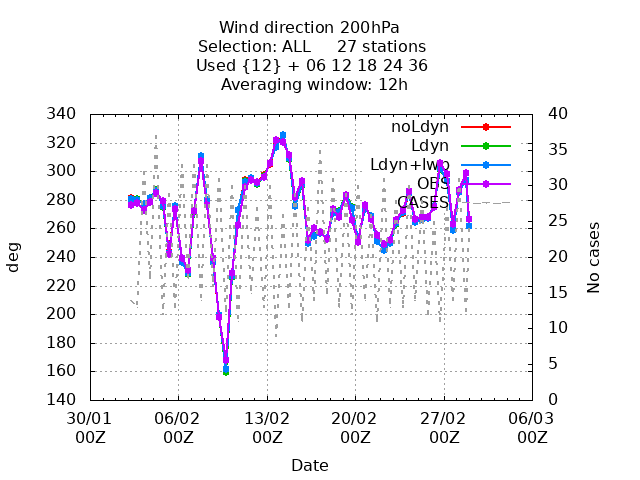 Wind direction 200hPa
Selection: ALL 27 stations
Used {12} + 06 12 18 24 36
Averaging window: 12h
noLdyn
Ldyn
Ldyn+lwp
OBS
CASES
340
320
300
280
260
240
220
200
180
160
140
deg
40
35
30
25
20
15
10
5
0
No cases
30/01 06/02 13/02 20/02 27/02 06/03
00Z 00Z 00Z 00Z 00Z 00Z
Date